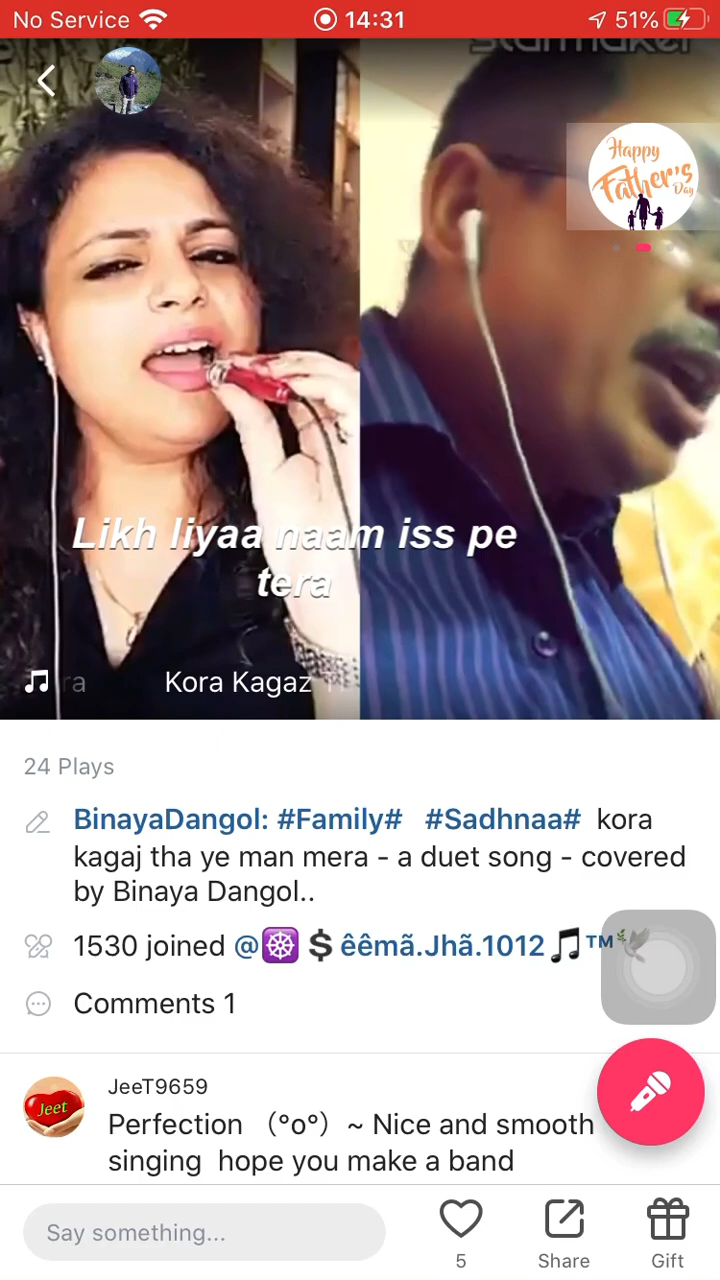 No Service 14:31 51%
StarMaker
Happy
Father's
Day
Likh liyaa naam iss pe
tera
ra Kora Kagaz
24 Plays
BinayaDangol: #Family# #Sadhnaa# kora
kagaj tha ye man mera - a duet song - covered
by Binaya Dangol..
1530 joined @☸️💲êêmã.Jhã.1012🎵™🕊
Comments 1
Jeet
JeeT9659
Perfection （°o°）~ Nice and smooth
singing hope you make a band
Say something...
5 Share Gift